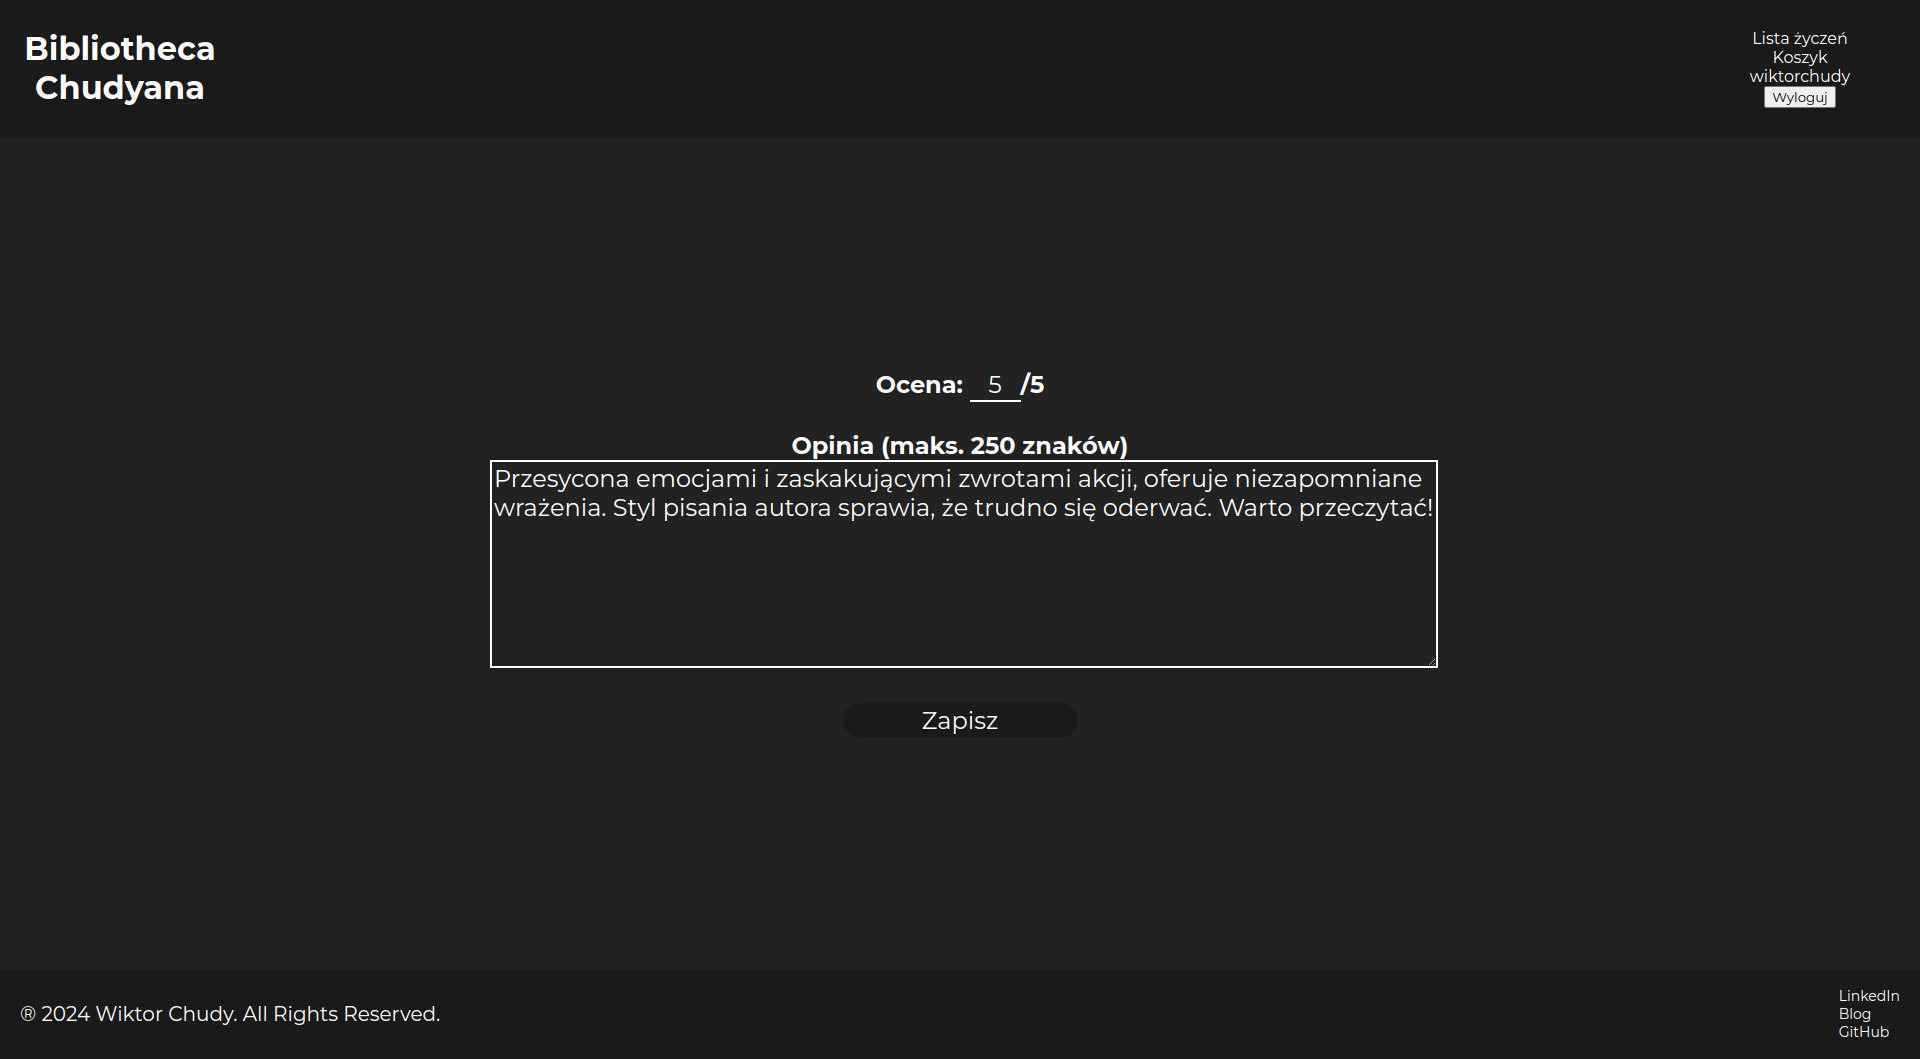 Bibliotheca
Chudyana
Lista życzeń
Koszyk
wiktorchudy
Wyloguj
Ocena: 5/5
Opinia (maks. 250 znaków)
Przesycona emocjami i zaskakującymi zwrotami akcji, oferuje niezapomniane
wrażenia. Styl pisania autora sprawia, że trudno się oderwać. Warto przeczytać!
Zapisz
® 2024 Wiktor Chudy. All Rights Reserved.
LinkedIn
Blog
GitHub